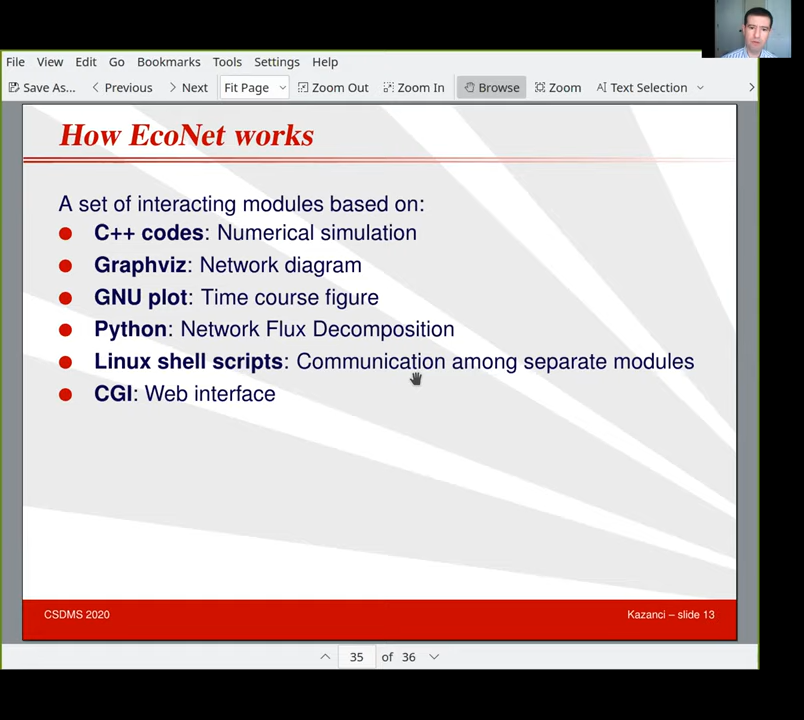 File View Edit Go Bookmarks Tools Settings Help
Save As... Previous Next Fit Page Zoom Out Zoom In Browse Zoom Text Selection
How EcoNet works
A set of interacting modules based on:
C++ codes: Numerical simulation
Graphviz: Network diagram
GNU plot: Time course figure
Python: Network Flux Decomposition
Linux shell scripts: Communication among separate modules
CGI: Web interface
CSDMS 2020 Kazanci – slide 13
35 of 36